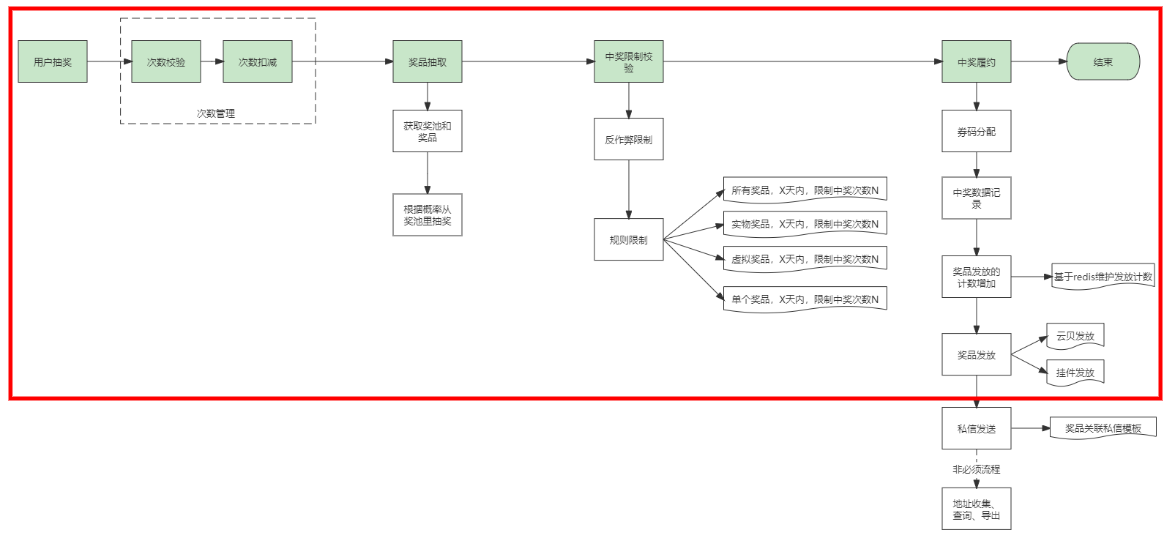 用户抽奖
次数校验
次数扣减
次数管理
奖品抽取
获取奖池和
奖品
根据概率从
奖池里抽奖
中奖限制校
验
反作弊限制
规则限制
所有奖品，X天内，限制中奖次数N
实物奖品，X天内，限制中奖次数N
虚拟奖品，X天内，限制中奖次数N
单个奖品，X天内，限制中奖次数N
中奖履约
结束
券码分配
中奖数据记
录
奖品发放的
计数增加
基于redis维护发放计数
奖品发放
云贝发放
挂件发放
私信发送
奖品关联私信模板
非必须流程
地址收集、
查询、导出